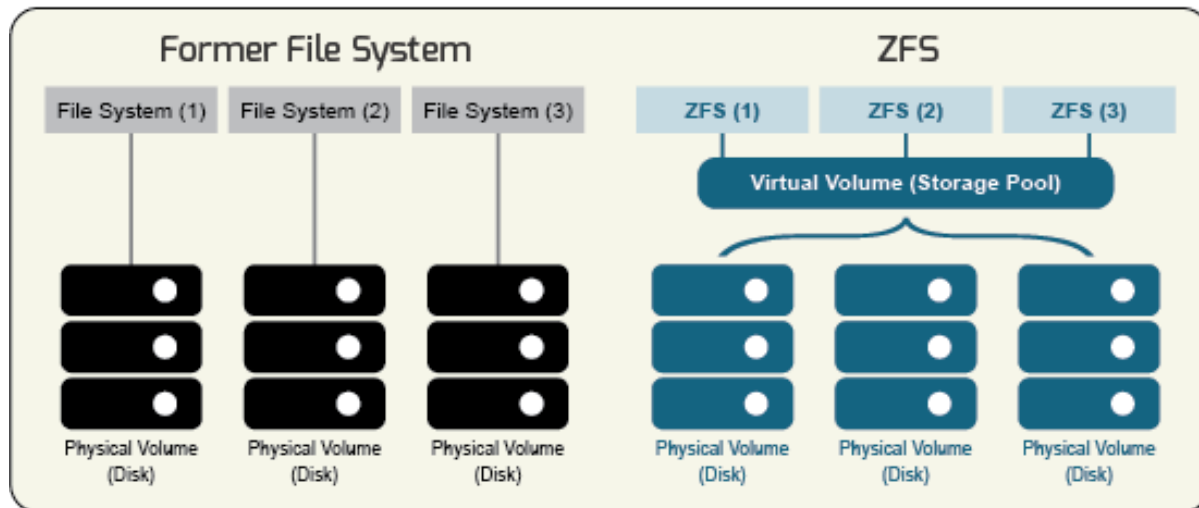 Former File System
File System (1)
File System (2)
File System (3)
Physical Volume
(Disk)
Physical Volume
(Disk)
Physical Volume
(Disk)
ZFS
ZFS (1)
ZFS (2)
ZFS (3)
Virtual Volume (Storage Pool)
Physical Volume
(Disk)
Physical Volume
(Disk)
Physical Volume
(Disk)